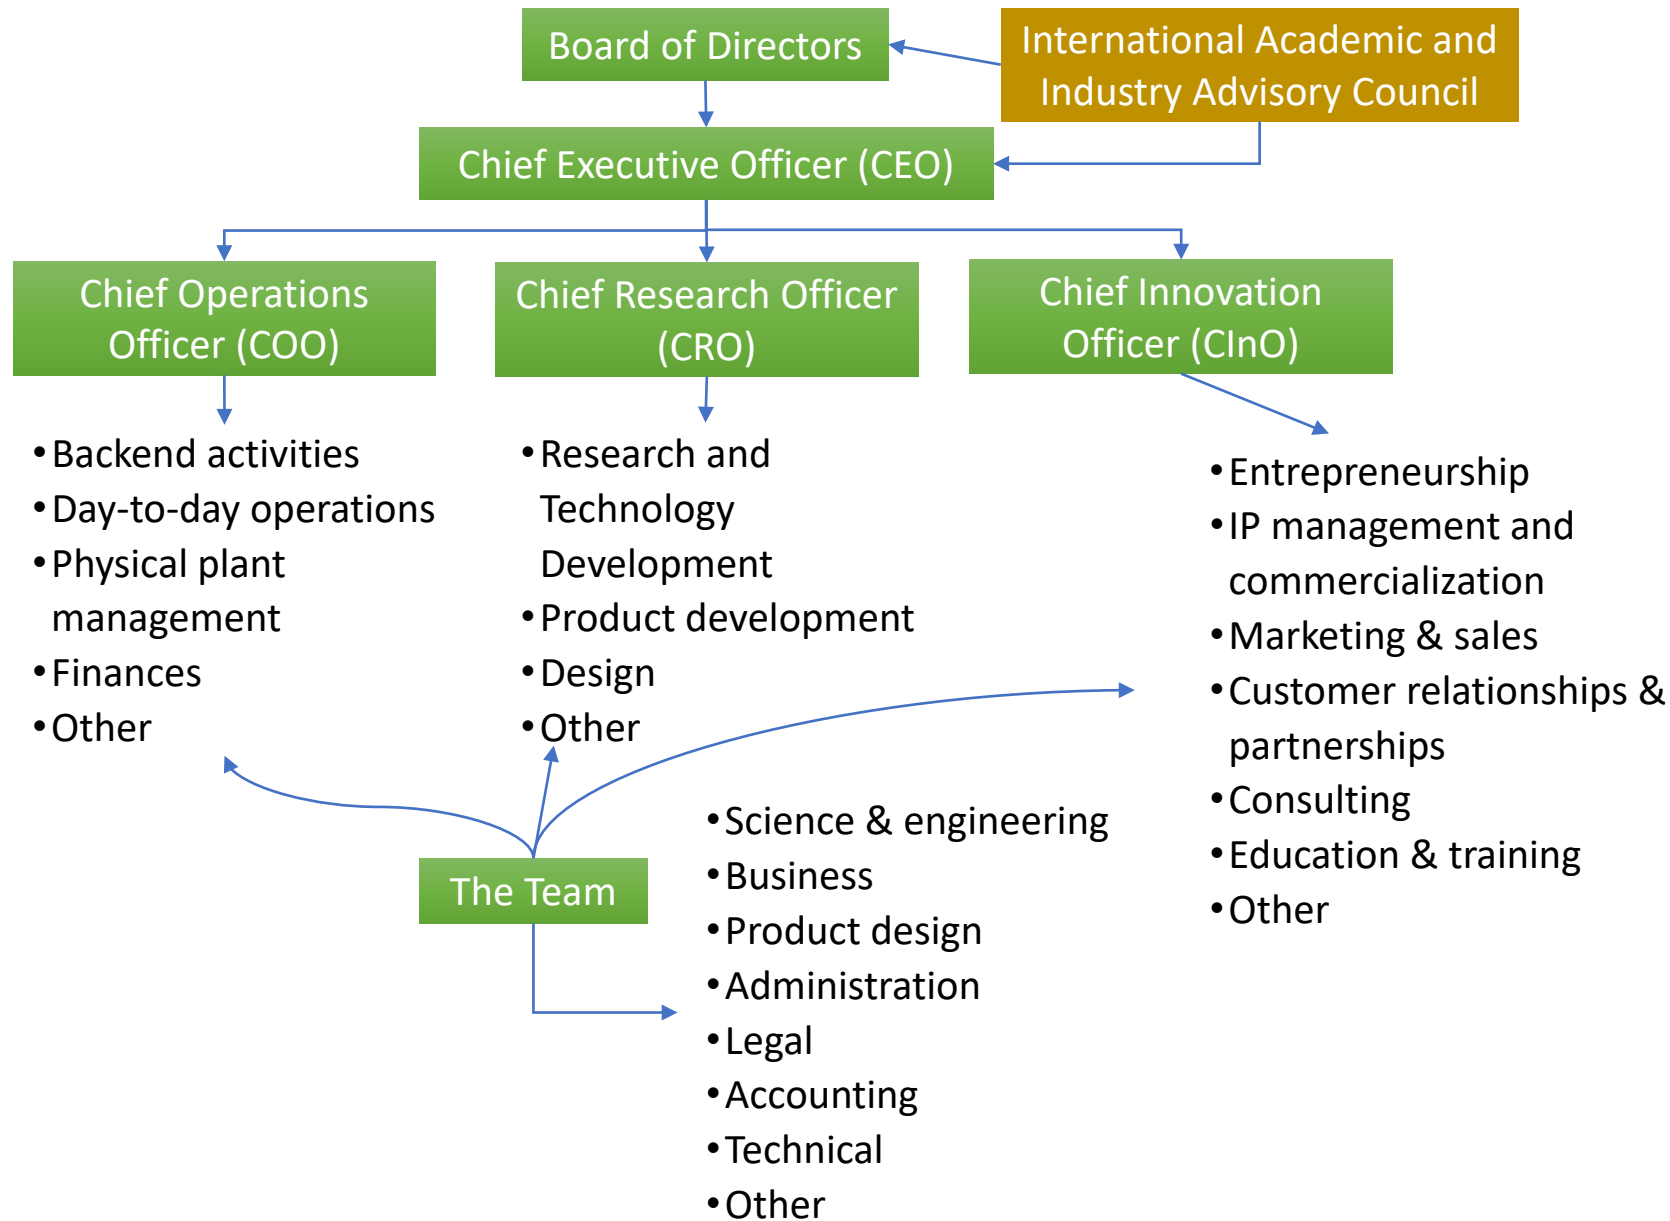 Board of Directors
International Academic and
Industry Advisory Council
Chief Executive Officer (CEO)
Chief Operations
Officer (COO)
Chief Research Officer
(CRO)
Chief Innovation
Officer (CInO)
•Backend activities
•Day-to-day operations
•Physical plant
management
•Finances
•Other
•Research and
Technology
Development
•Product development
•Design
•Other
•Entrepreneurship
•IP management and
commercialization
•Marketing & sales
•Customer relationships &
partnerships
•Consulting
•Education & training
•Other
The Team
•Science & engineering
•Business
•Product design
•Administration
•Legal
•Accounting
•Technical
•Other